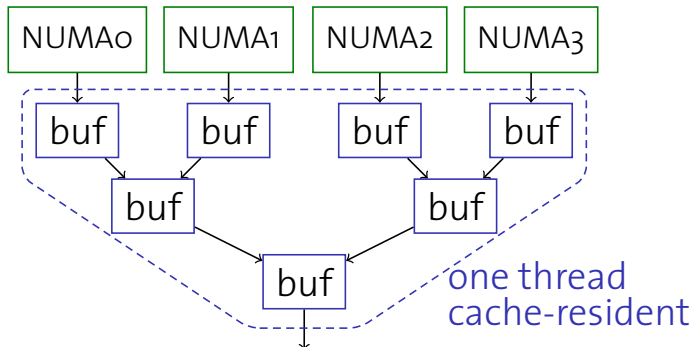 NUMA0 NUMA1 NUMA2 NUMA3
buf buf buf buf
buf buf
buf
one thread
cache-resident